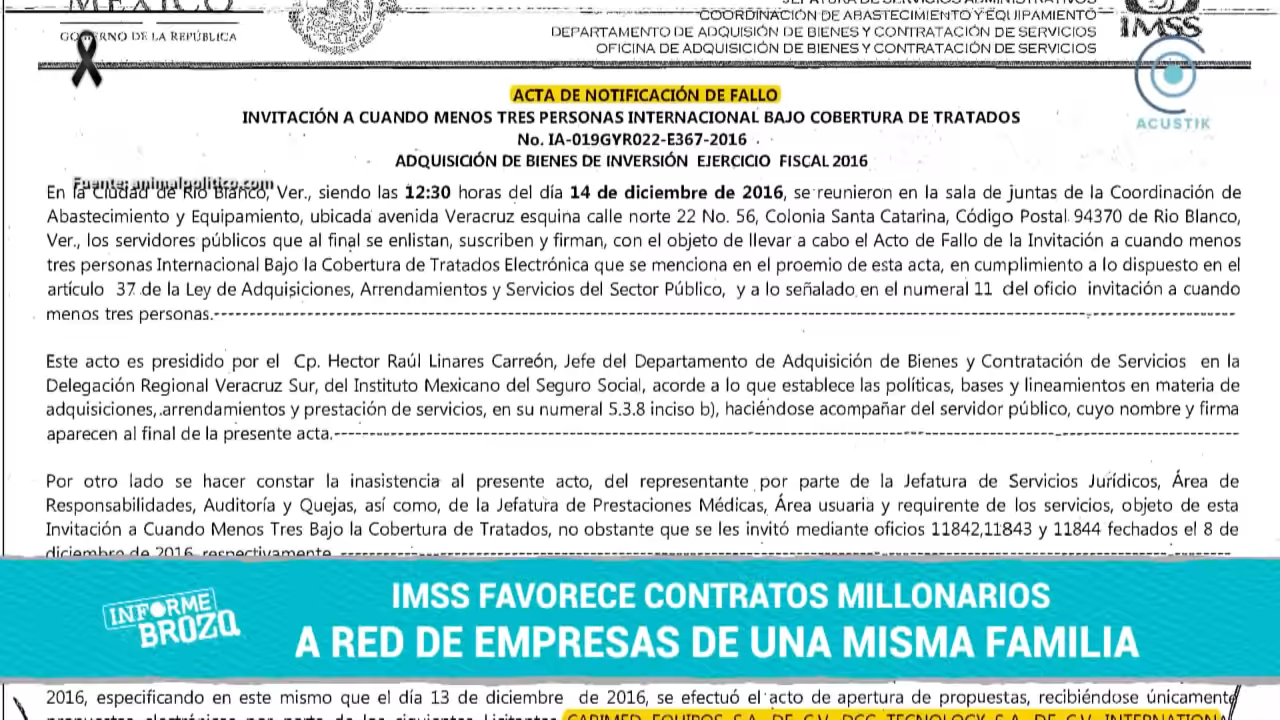 MÉXICO
GOBIERNO DE LA REPÚBLICA
JEFATURA DE SERVICIOS ADMINISTRATIVOS
COORDINACIÓN DE ABASTECIMIENTO Y EQUIPAMIENTO
DEPARTAMENTO DE ADQUISIÓN DE BIENES Y CONTRATACIÓN DE SERVICIOS
OFICINA DE ADQUISICIÓN DE BIENES Y CONTRATACIÓN DE SERVICIOS
IMSS
ACUSTIK
ACTA DE NOTIFICACIÓN DE FALLO
INVITACIÓN A CUANDO MENOS TRES PERSONAS INTERNACIONAL BAJO COBERTURA DE TRATADOS
No. IA-019GYR022-E367-2016
ADQUISICIÓN DE BIENES DE INVERSIÓN EJERCICIO FISCAL 2016
Fuente: animalpolitico.com
En la Ciudad de Río Blanco, Ver., siendo las 12:30 horas del día 14 de diciembre de 2016, se reunieron en la sala de juntas de la Coordinación de
Abastecimiento y Equipamiento, ubicada avenida Veracruz esquina calle norte 22 No. 56, Colonia Santa Catarina, Código Postal 94370 de Rio Blanco,
Ver., los servidores públicos que al final se enlistan, suscriben y firman, con el objeto de llevar a cabo el Acto de Fallo de la Invitación a cuando menos
tres personas Internacional Bajo la Cobertura de Tratados Electrónica que se menciona en el proemio de esta acta, en cumplimiento a lo dispuesto en el
artículo 37 de la Ley de Adquisiciones, Arrendamientos y Servicios del Sector Público, y a lo señalado en el numeral 11 del oficio invitación a cuando
menos tres personas.
Este acto es presidido por el Cp. Hector Raúl Linares Carreón, Jefe del Departamento de Adquisición de Bienes y Contratación de Servicios en la
Delegación Regional Veracruz Sur, del Instituto Mexicano del Seguro Social, acorde a lo que establece las políticas, bases y lineamientos en materia de
adquisiciones, arrendamientos y prestación de servicios, en su numeral 5.3.8 inciso b), haciéndose acompañar del servidor público, cuyo nombre y firma
aparecen al final de la presente acta.
Por otro lado se hacer constar la inasistencia al presente acto, del representante por parte de la Jefatura de Servicios Jurídicos, Área de
Responsabilidades, Auditoría y Quejas, así como, de la Jefatura de Prestaciones Médicas, Área usuaria y requirente de los servicios, objeto de esta
Invitación a Cuando Menos Tres Bajo la Cobertura de Tratados, no obstante que se les invitó mediante oficios 11842,11843 y 11844 fechados el 8 de
diciembre de 2016, respectivamente.
INFORME BROZO
IMSS FAVORECE CONTRATOS MILLONARIOS
A RED DE EMPRESAS DE UNA MISMA FAMILIA
2016, especificando en este mismo que el día 13 de diciembre de 2016, se efectuó el acto de apertura de propuestas, recibiéndose únicamente